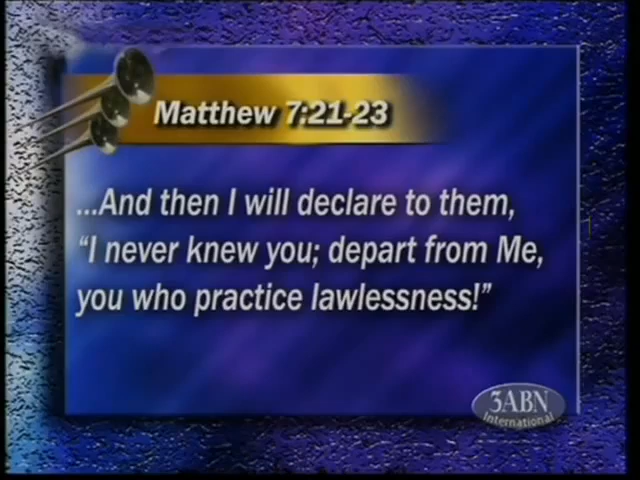 Matthew 7:21-23
...And then I will declare to them,
“I never knew you; depart from Me,
you who practice lawlessness!”
3ABN
International